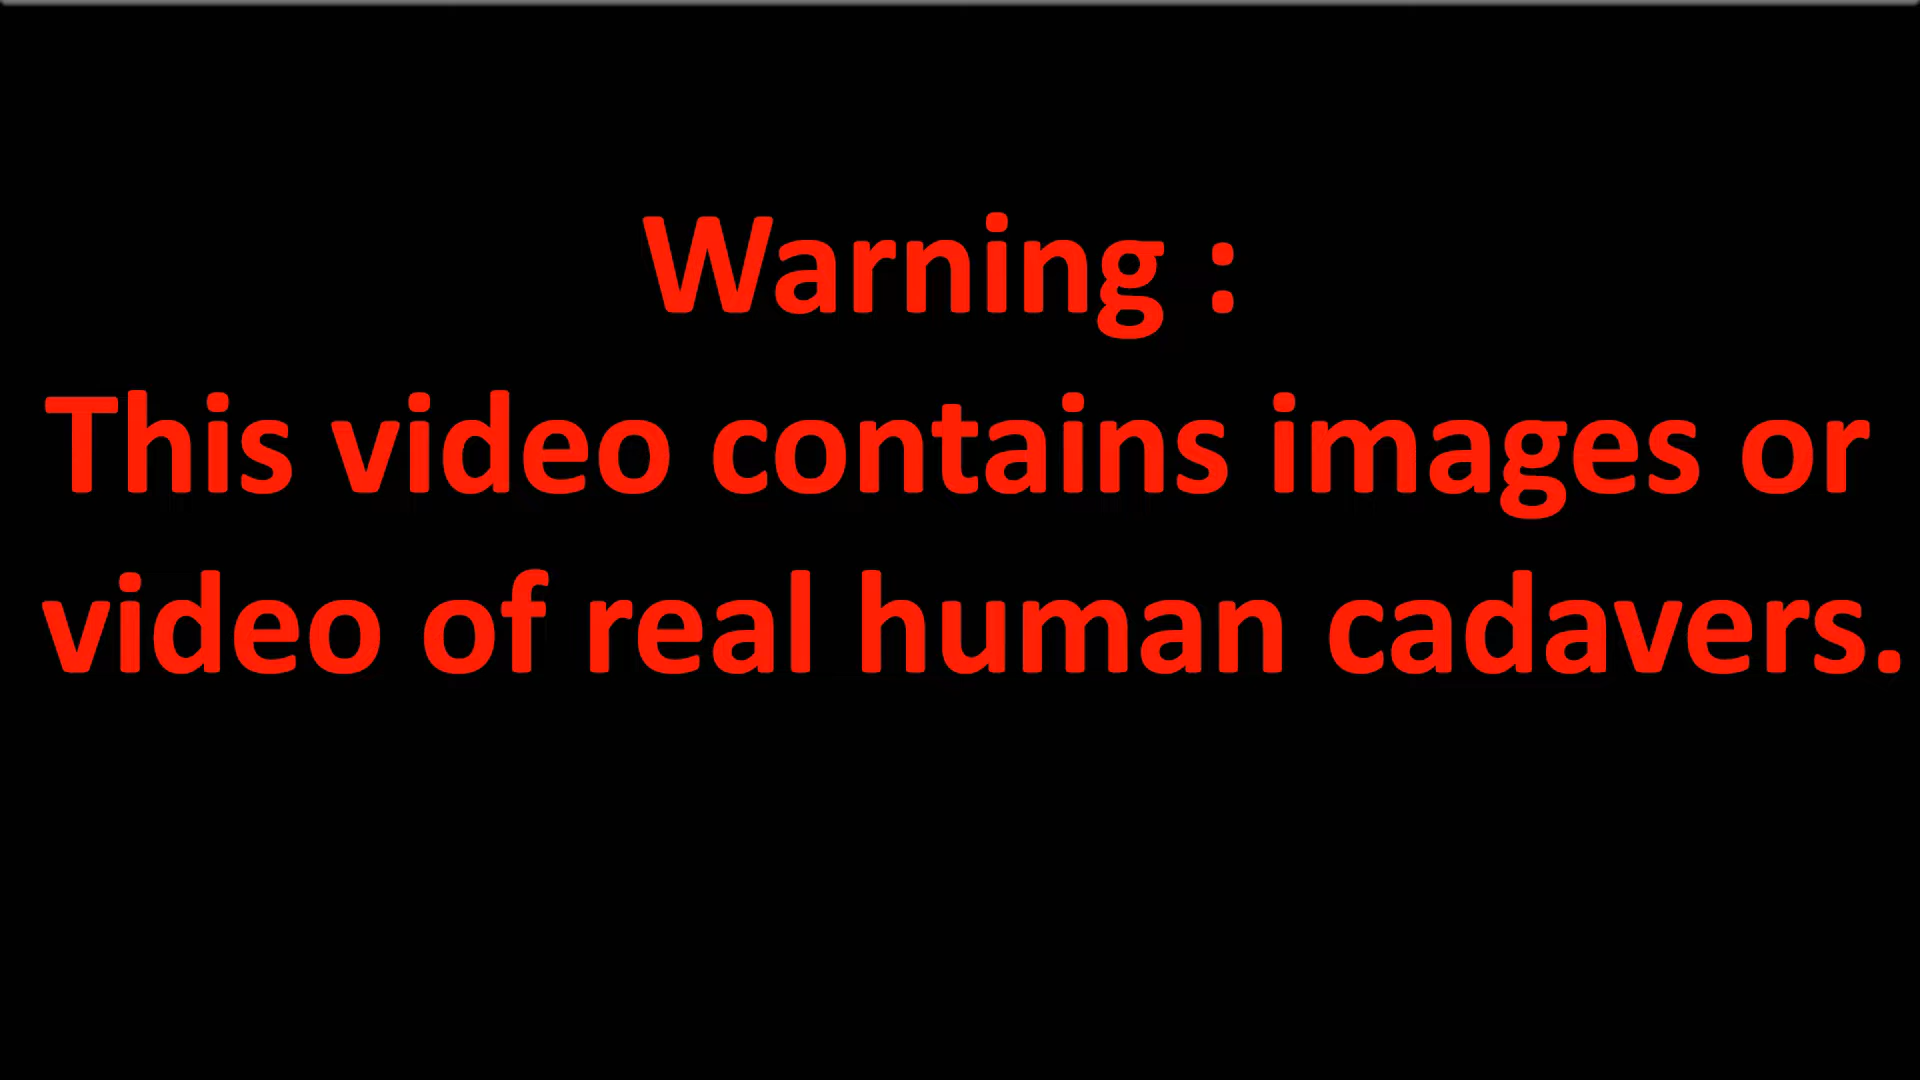 Warning :
This video contains images or
video of real human cadavers.